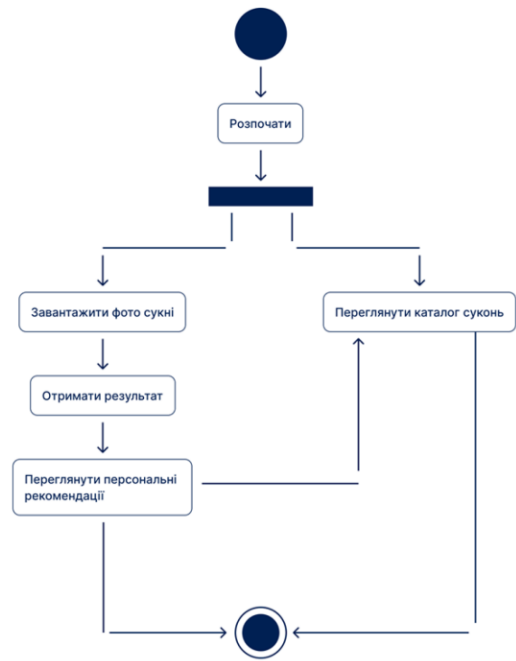 Розпочати
Завантажити фото сукні
Переглянути каталог суконь
Отримати результат
Переглянути персональні
рекомендації